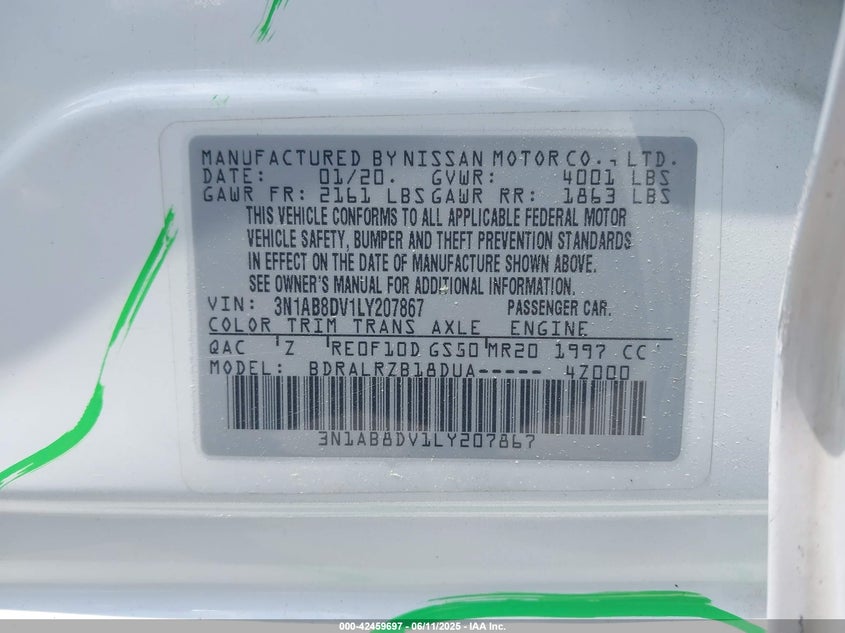 MANUFACTURED BY NISSAN MOTOR CO., LTD.
DATE: 01/20. GVWR: 4001 LBS
GAWR FR: 2161 LBS GAWR RR: 1863 LBS
THIS VEHICLE CONFORMS TO ALL APPLICABLE FEDERAL MOTOR
VEHICLE SAFETY, BUMPER AND THEFT PREVENTION STANDARDS
IN EFFECT ON THE DATE OF MANUFACTURE SHOWN ABOVE.
SEE OWNER'S MANUAL FOR ADDITIONAL INFORMATION.
VIN: 3N1AB8DV1LY207867 PASSENGER CAR.
COLOR TRIM TRANS AXLE ENGINE
QAC Z RE0F10D GS50 MR20 1997 CC
MODEL: BDRALRZB18DUA----- 4Z000
3N1AB8DV1LY207867
000-42459697 - 06/11/2025 - IAA Inc.